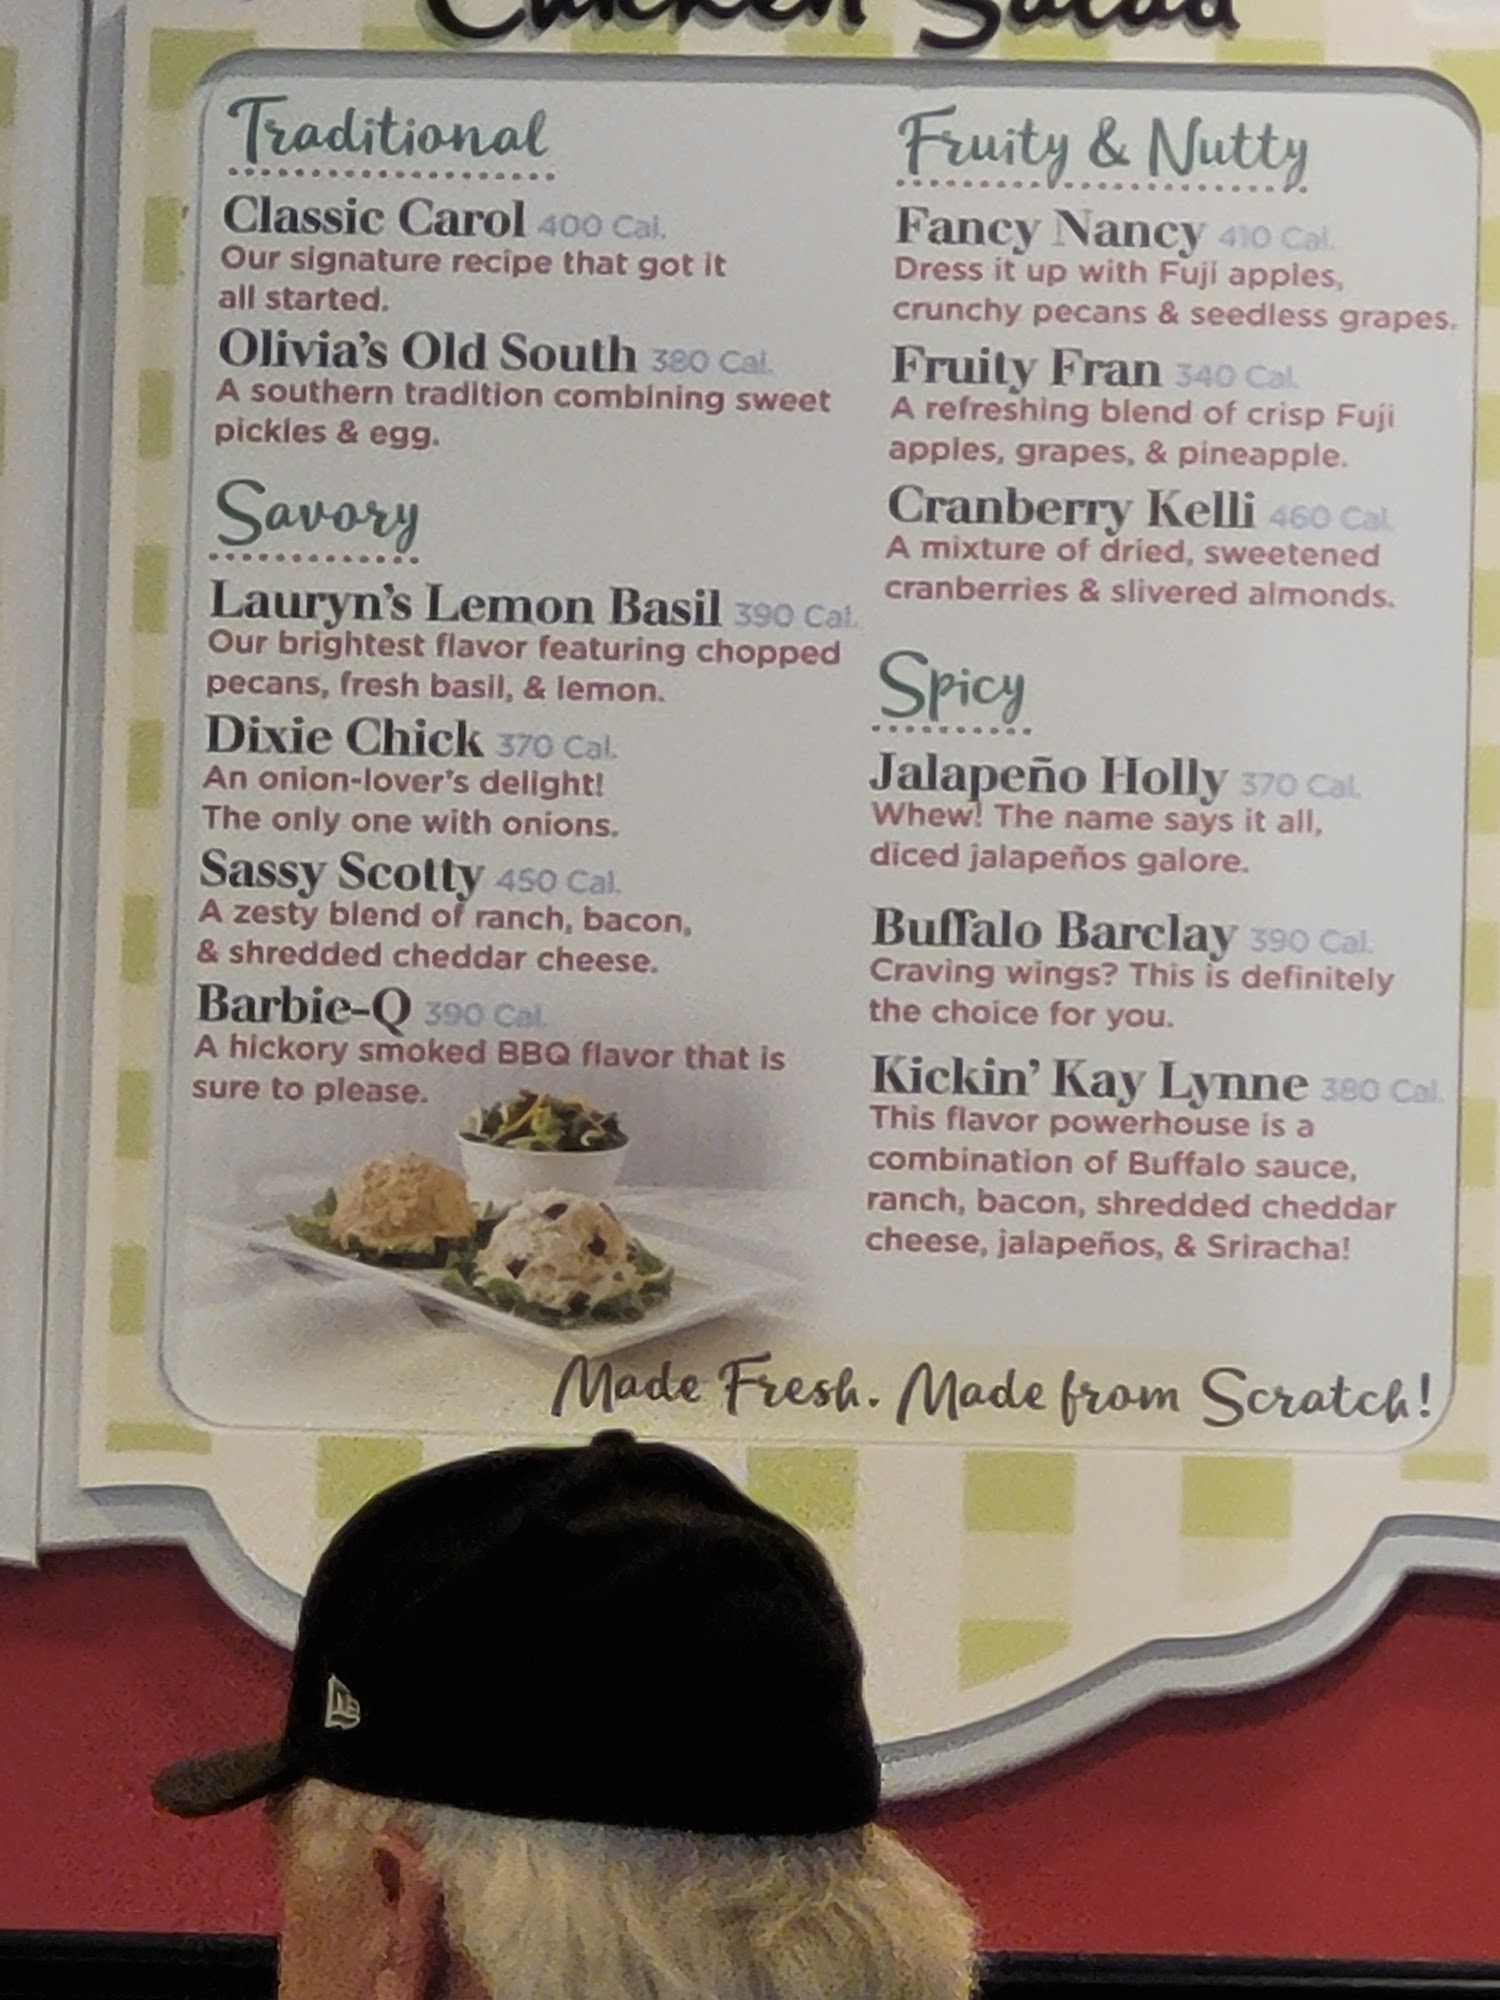 Chicken Salad
Traditional
Classic Carol 400 Cal.
Our signature recipe that got it
all started.
Olivia's Old South 380 Cal.
A southern tradition combining sweet
pickles & egg.
Savory
Lauryn's Lemon Basil 390 Cal.
Our brightest flavor featuring chopped
pecans, fresh basil, & lemon.
Dixie Chick 370 Cal.
An onion-lover's delight!
The only one with onions.
Sassy Scotty 450 Cal.
A zesty blend of ranch, bacon,
& shredded cheddar cheese.
Barbie-Q 390 Cal.
A hickory smoked BBQ flavor that is
sure to please.
Fruity & Nutty
Fancy Nancy 410 Cal.
Dress it up with Fuji apples,
crunchy pecans & seedless grapes.
Fruity Fran 340 Cal.
A refreshing blend of crisp Fuji
apples, grapes, & pineapple.
Cranberry Kelli 460 Cal.
A mixture of dried, sweetened
cranberries & slivered almonds.
Spicy
Jalapeño Holly 370 Cal.
Whew! The name says it all,
diced jalapeños galore.
Buffalo Barclay 390 Cal.
Craving wings? This is definitely
the choice for you.
Kickin' Kay Lynne 380 Cal.
This flavor powerhouse is a
combination of Buffalo sauce,
ranch, bacon, shredded cheddar
cheese, jalapeños, & Sriracha!
Made Fresh. Made from Scratch!
NE